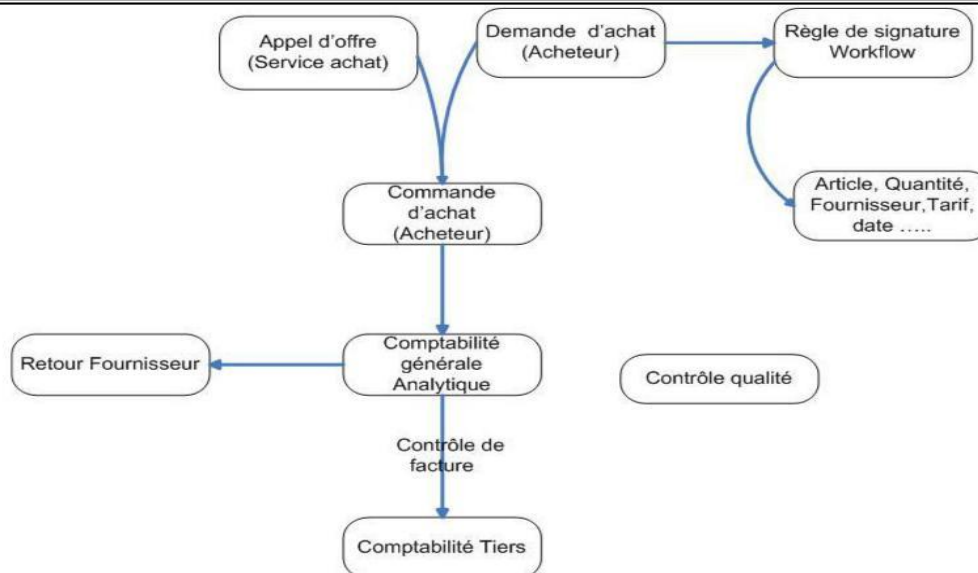 Appel d'offre
(Service achat)
Demande d'achat
(Acheteur)
Règle de signature
Workflow
Commande
d'achat
(Acheteur)
Article, Quantité,
Fournisseur,Tarif,
date .....
Retour Fournisseur
Comptabilité
générale
Analytique
Contrôle qualité
Contrôle de
facture
Comptabilité Tiers